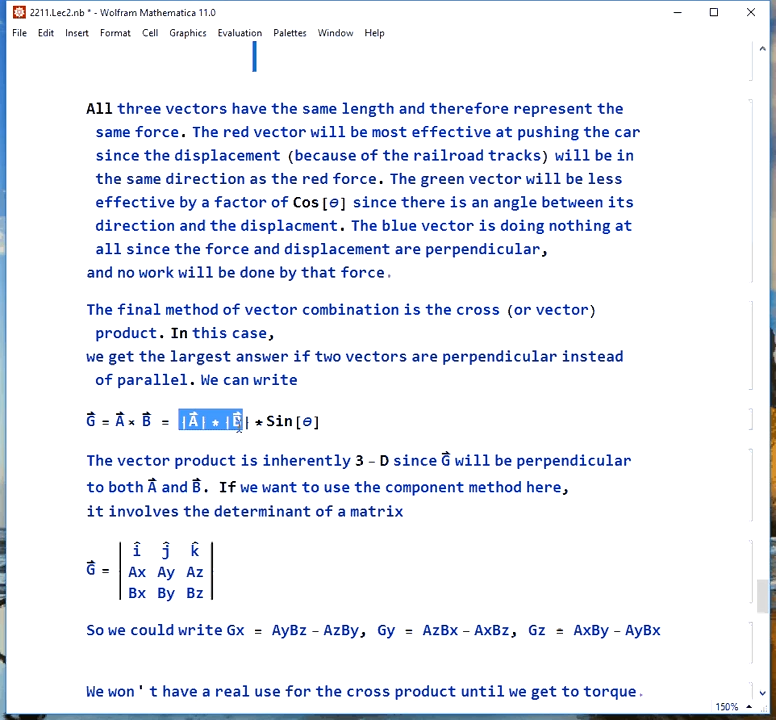 2211.Lec2.nb * - Wolfram Mathematica 11.0
File Edit Insert Format Cell Graphics Evaluation Palettes Window Help
All three vectors have the same length and therefore represent the
same force. The red vector will be most effective at pushing the car
since the displacement (because of the railroad tracks) will be in
the same direction as the red force. The green vector will be less
effective by a factor of Cos[θ] since there is an angle between its
direction and the displacment. The blue vector is doing nothing at
all since the force and displacement are perpendicular,
and no work will be done by that force.
The final method of vector combination is the cross (or vector)
product. In this case,
we get the largest answer if two vectors are perpendicular instead
of parallel. We can write
G⃗ = A⃗ × B⃗ = |A⃗| * |B⃗| * Sin[θ]
The vector product is inherently 3 - D since G⃗ will be perpendicular
to both A⃗ and B⃗. If we want to use the component method here,
it involves the determinant of a matrix
î ĵ k̂
G⃗ = | Ax Ay Az |
Bx By Bz
So we could write Gx = AyBz - AzBy, Gy = AzBx - AxBz, Gz = AxBy - AyBx
We won't have a real use for the cross product until we get to torque.
150%